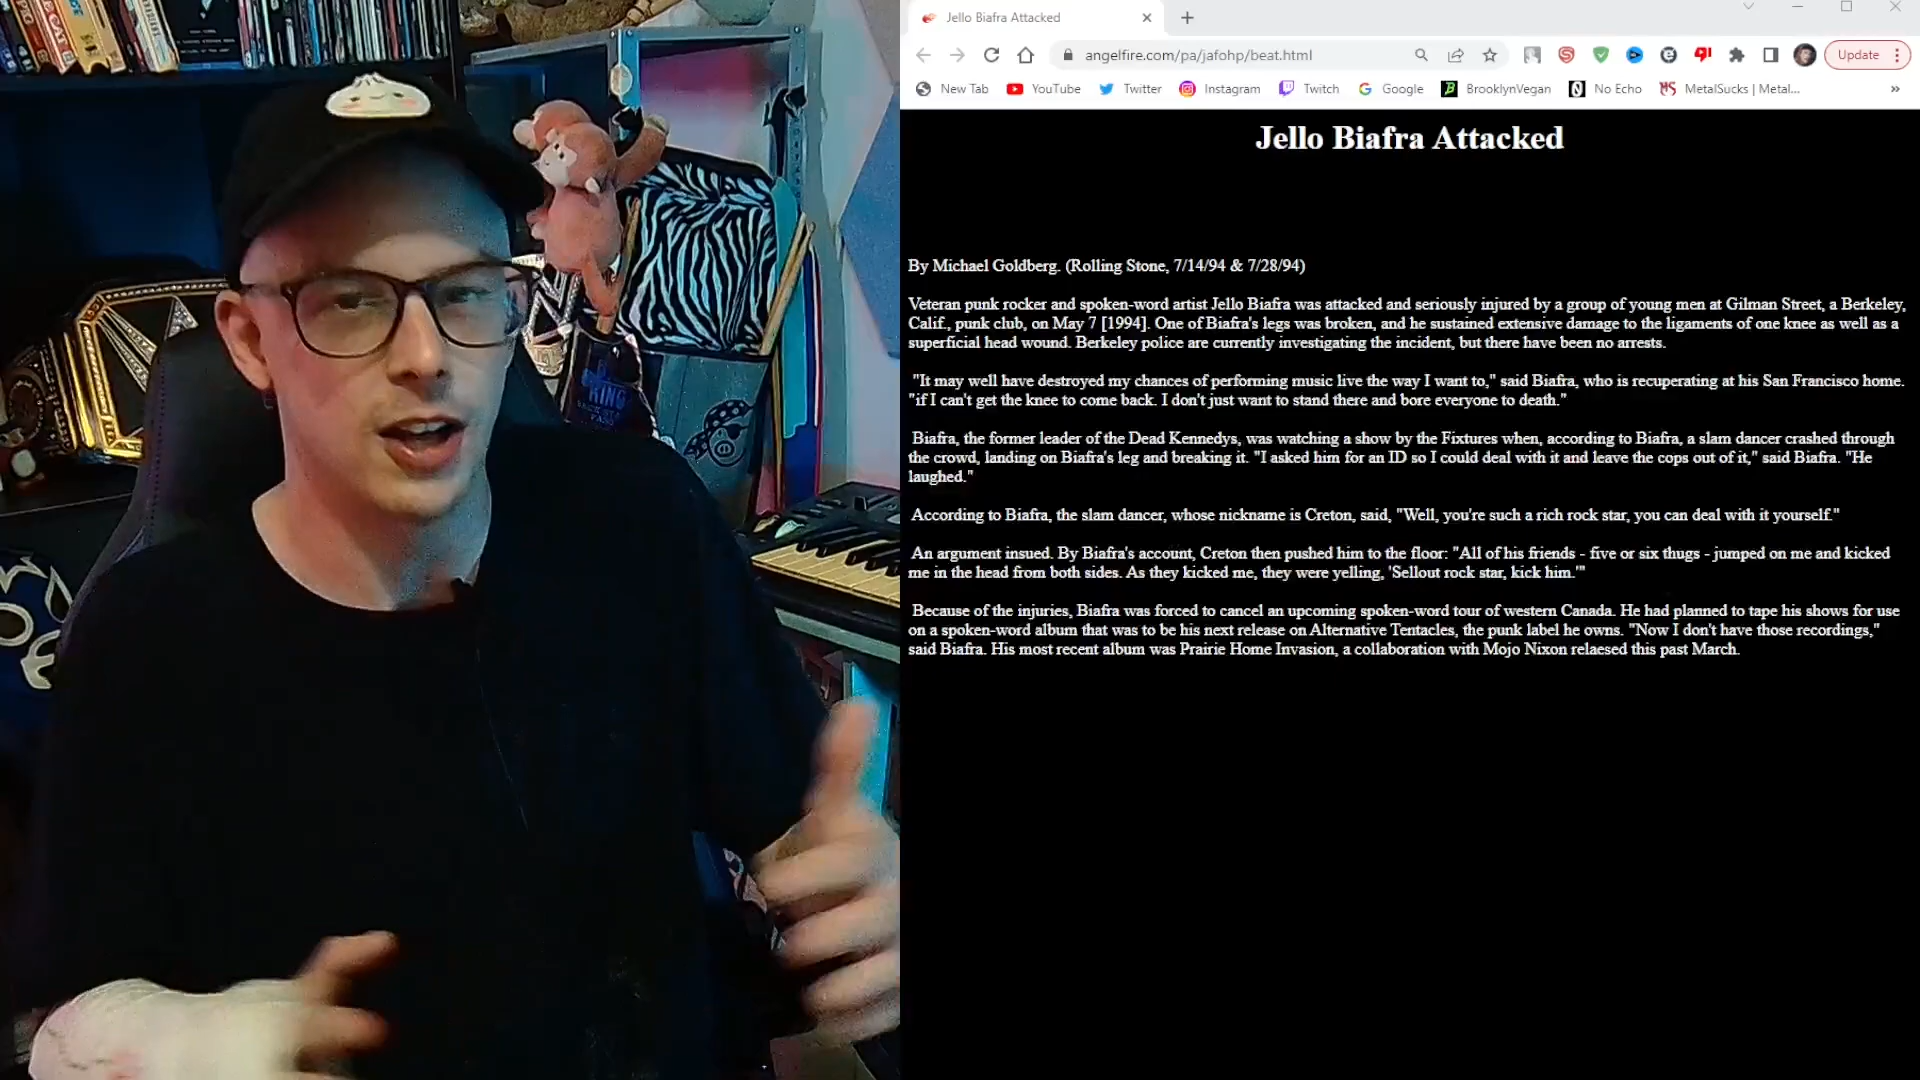 Jello Biafra Attacked
angelfire.com/pa/jafohp/beat.html
Update
New Tab
YouTube
Twitter
Instagram
Twitch
Google
BrooklynVegan
No Echo
MetalSucks | Metal...
Jello Biafra Attacked
By Michael Goldberg. (Rolling Stone, 7/14/94 & 7/28/94)
Veteran punk rocker and spoken-word artist Jello Biafra was attacked and seriously injured by a group of young men at Gilman Street, a Berkeley,
Calif., punk club, on May 7 [1994]. One of Biafra's legs was broken, and he sustained extensive damage to the ligaments of one knee as well as a
superficial head wound. Berkeley police are currently investigating the incident, but there have been no arrests.
"It may well have destroyed my chances of performing music live the way I want to," said Biafra, who is recuperating at his San Francisco home.
"if I can't get the knee to come back. I don't just want to stand there and bore everyone to death."
Biafra, the former leader of the Dead Kennedys, was watching a show by the Fixtures when, according to Biafra, a slam dancer crashed through
the crowd, landing on Biafra's leg and breaking it. "I asked him for an ID so I could deal with it and leave the cops out of it," said Biafra. "He
laughed."
According to Biafra, the slam dancer, whose nickname is Creton, said, "Well, you're such a rich rock star, you can deal with it yourself."
An argument insued. By Biafra's account, Creton then pushed him to the floor: "All of his friends - five or six thugs - jumped on me and kicked
me in the head from both sides. As they kicked me, they were yelling, 'Sellout rock star, kick him.'"
Because of the injuries, Biafra was forced to cancel an upcoming spoken-word tour of western Canada. He had planned to tape his shows for use
on a spoken-word album that was to be his next release on Alternative Tentacles, the punk label he owns. "Now I don't have those recordings,"
said Biafra. His most recent album was Prairie Home Invasion, a collaboration with Mojo Nixon relaesed this past March.
KING